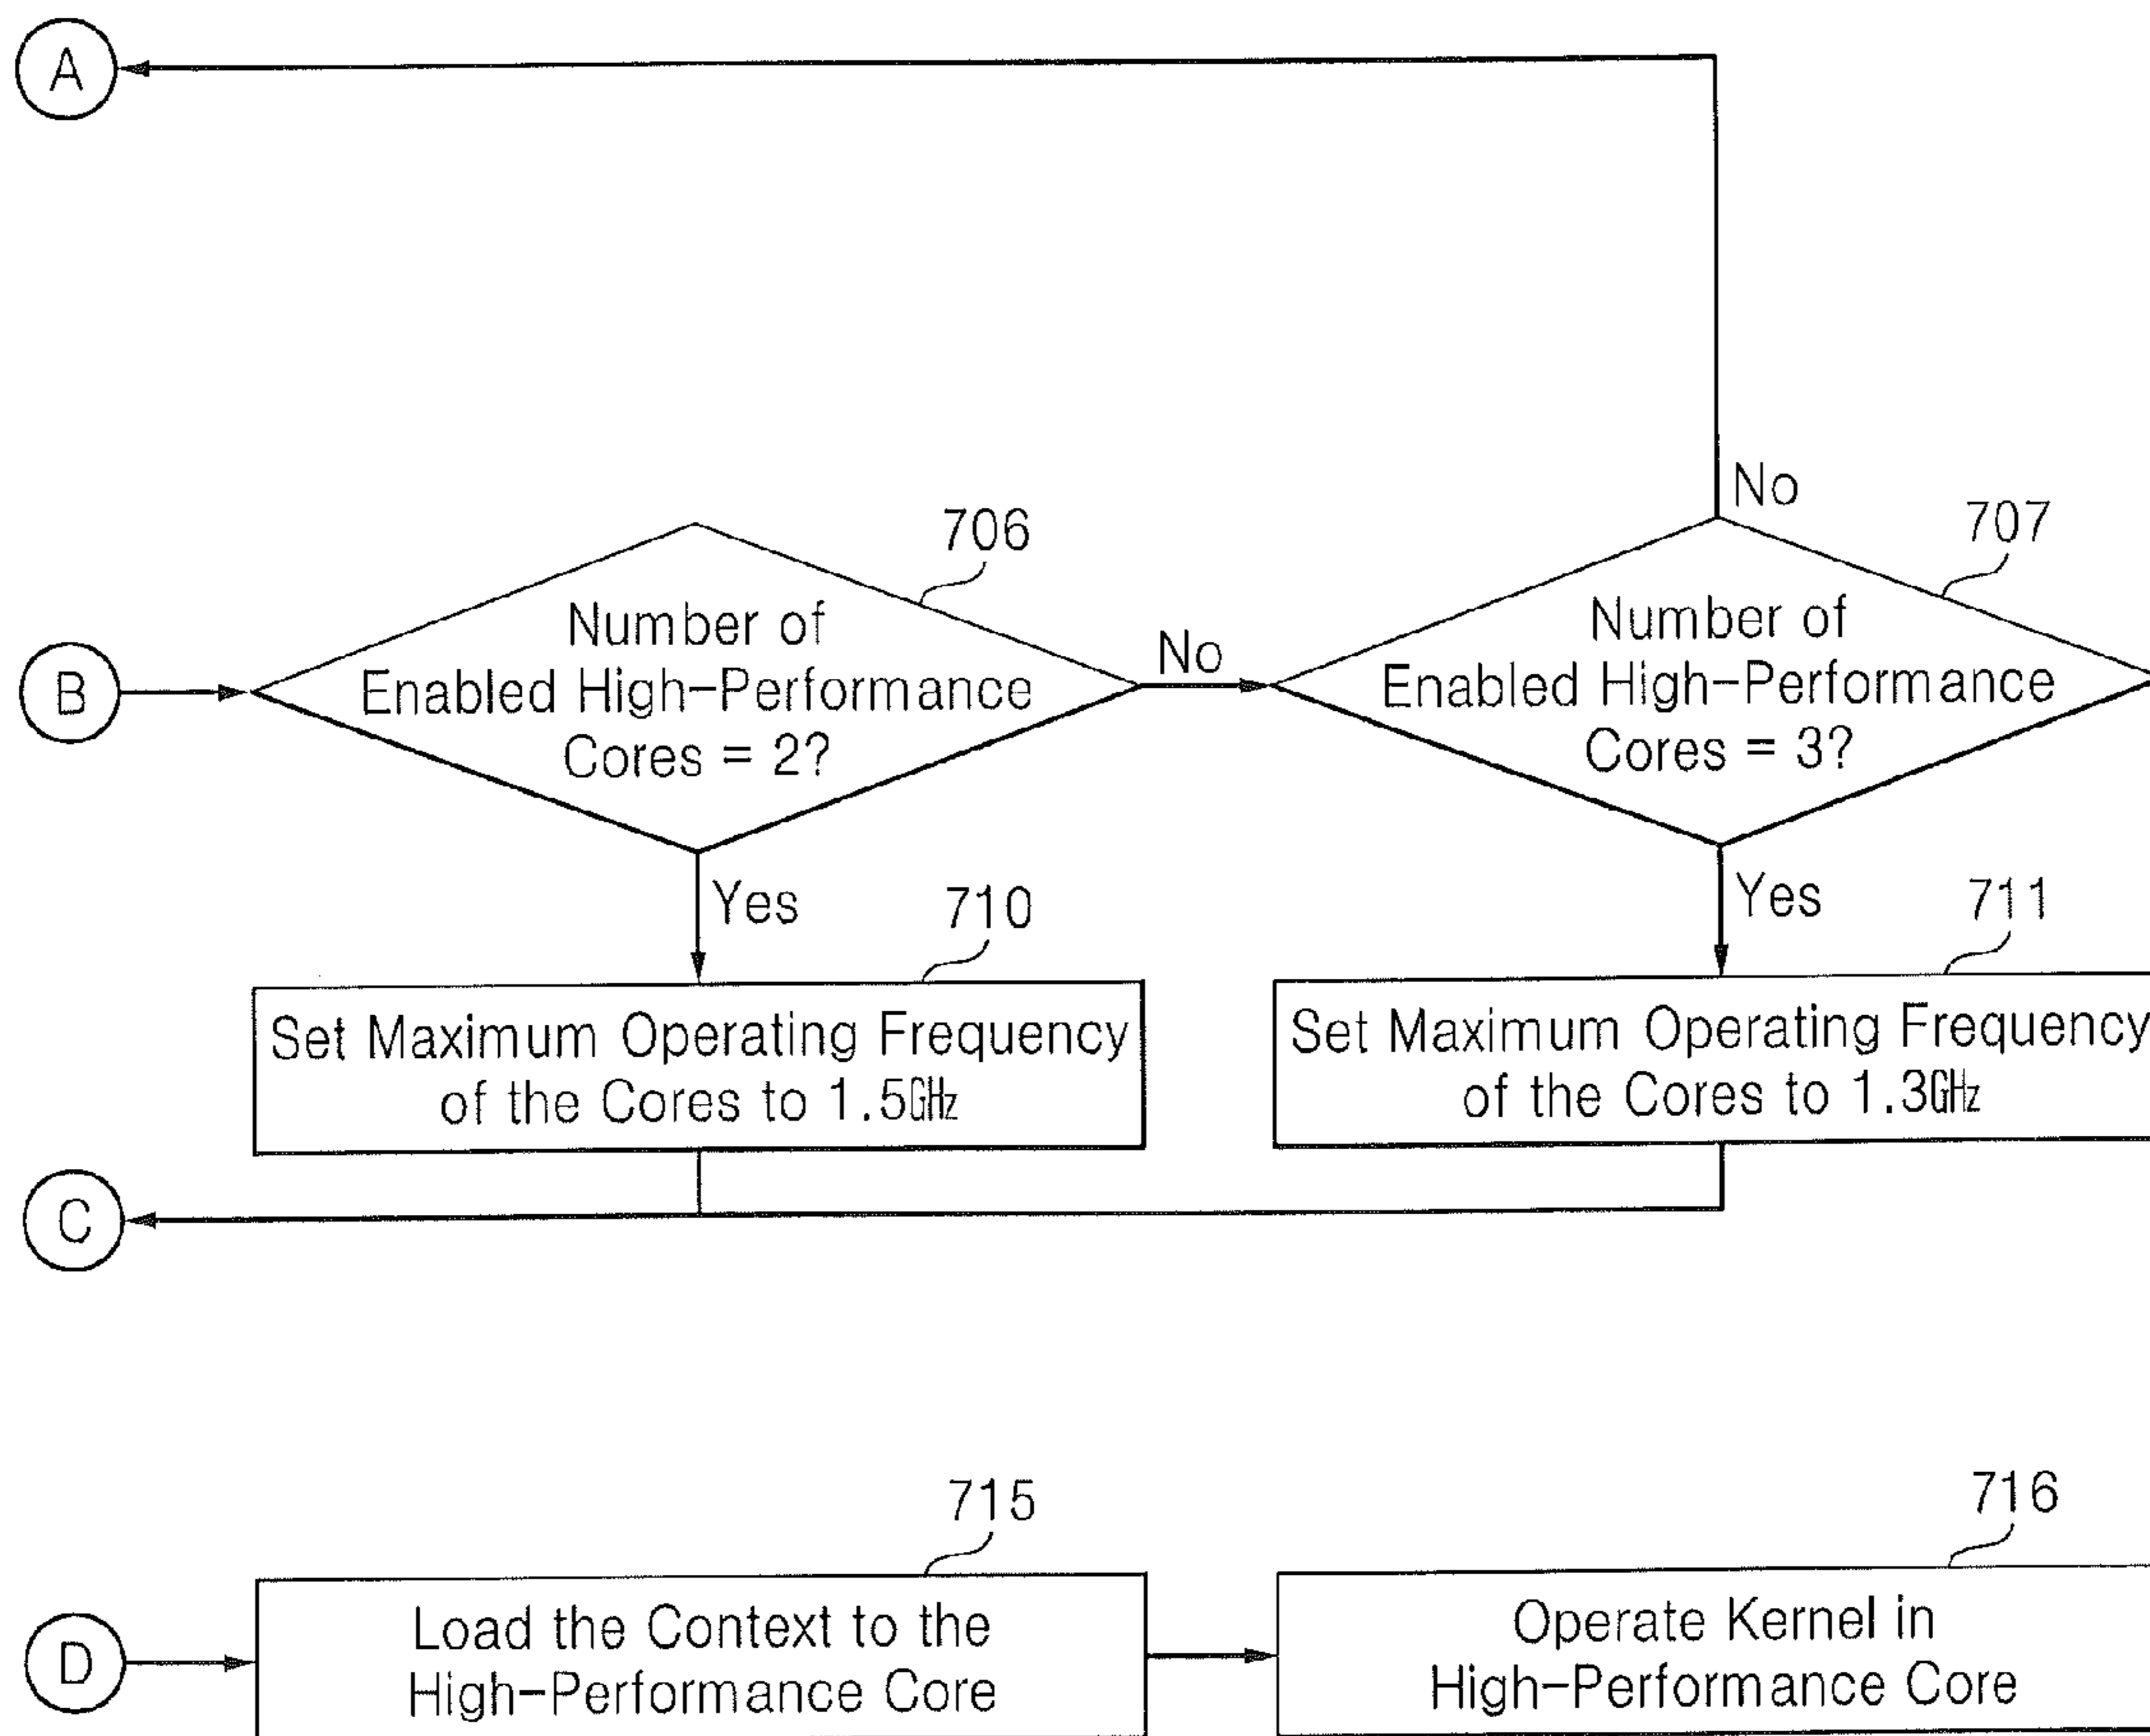 A
No
706
707
B
Number of
Enabled High-Performance
Cores = 2?
No
Number of
Enabled High-Performance
Cores = 3?
Yes
710
Yes
711
Set Maximum Operating Frequency
of the Cores to 1.5GHz
Set Maximum Operating Frequency
of the Cores to 1.3GHz
C
715
716
D
Load the Context to the
High-Performance Core
Operate Kernel in
High-Performance Core